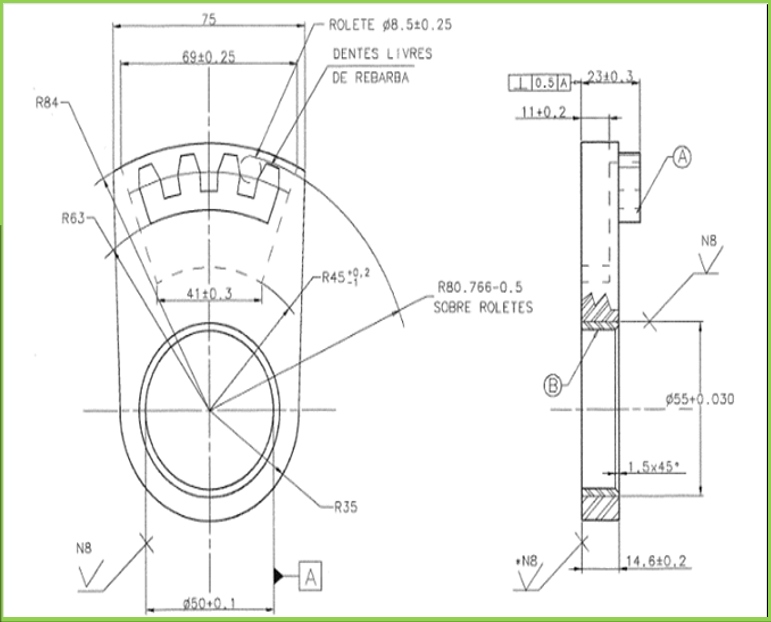 75
ROLETE Ø8.5±0.25
69±0.25
DENTES LIVRES
DE REBARBA
R84
R63
R45+0,2
-1
41±0.3
R80.766-0.5
SOBRE ROLETES
R35
N8
A
Ø50+0.1
⊥ 0.5 A
23±0.3
11+0.2
A
N8
B
Ø55+0.030
1.5x45°
*N8
14.6±0.2